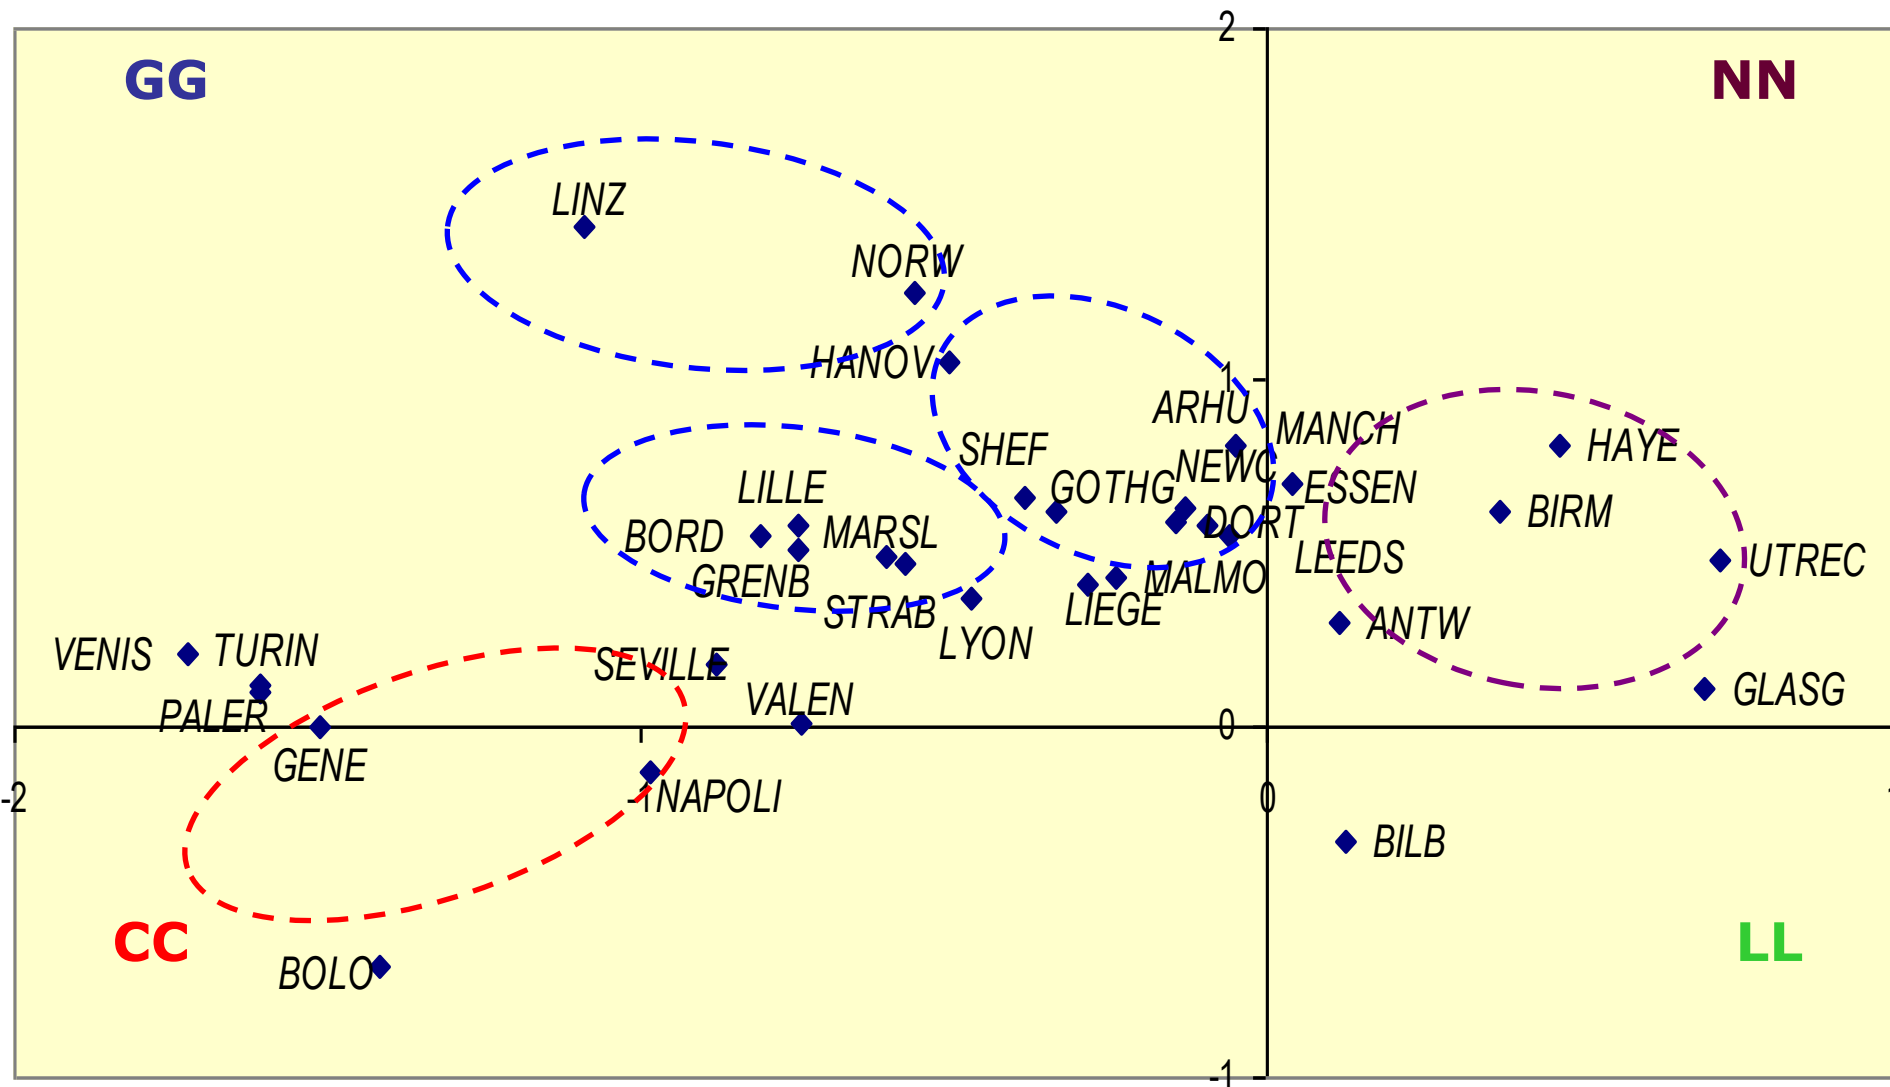 2
GG
NN
LINZ
NORW
HANOV
1
ARHU
MANCH
SHEF
HAYE
NEWC
LILLE
GOTHG
ESSEN
BIRM
BORD
MARSL
DORT
LEEDS
UTREC
GRENB
MALMO
STRAB
LIEGE
ANTW
LYON
VENIS
TURIN
SEVILLE
GLASG
VALEN
PALER
0
GENE
-2
-1
NAPOLI
0
BILB
CC
LL
BOLO
-1